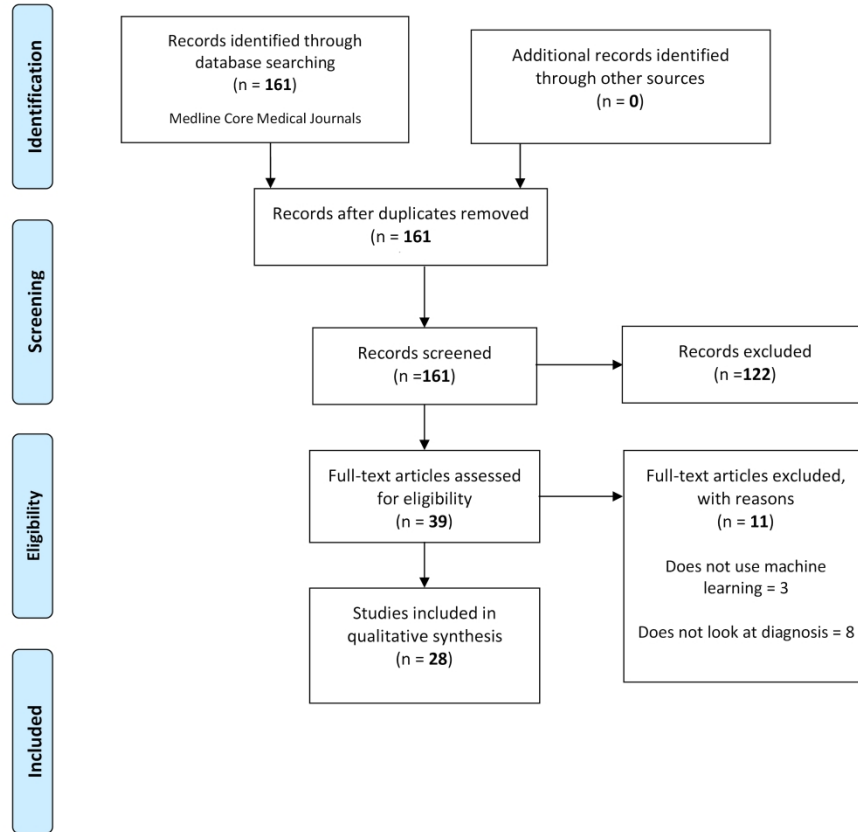 Identification
Records identified through
database searching
(n = 161)
Medline Core Medical Journals
Additional records identified
through other sources
(n = 0)
Records after duplicates removed
(n = 161
Screening
Records screened
(n =161)
Records excluded
(n =122)
Eligibility
Full-text articles assessed
for eligibility
(n = 39)
Full-text articles excluded,
with reasons
(n = 11)
Does not use machine
learning = 3
Does not look at diagnosis = 8
Studies included in
qualitative synthesis
(n = 28)
Included